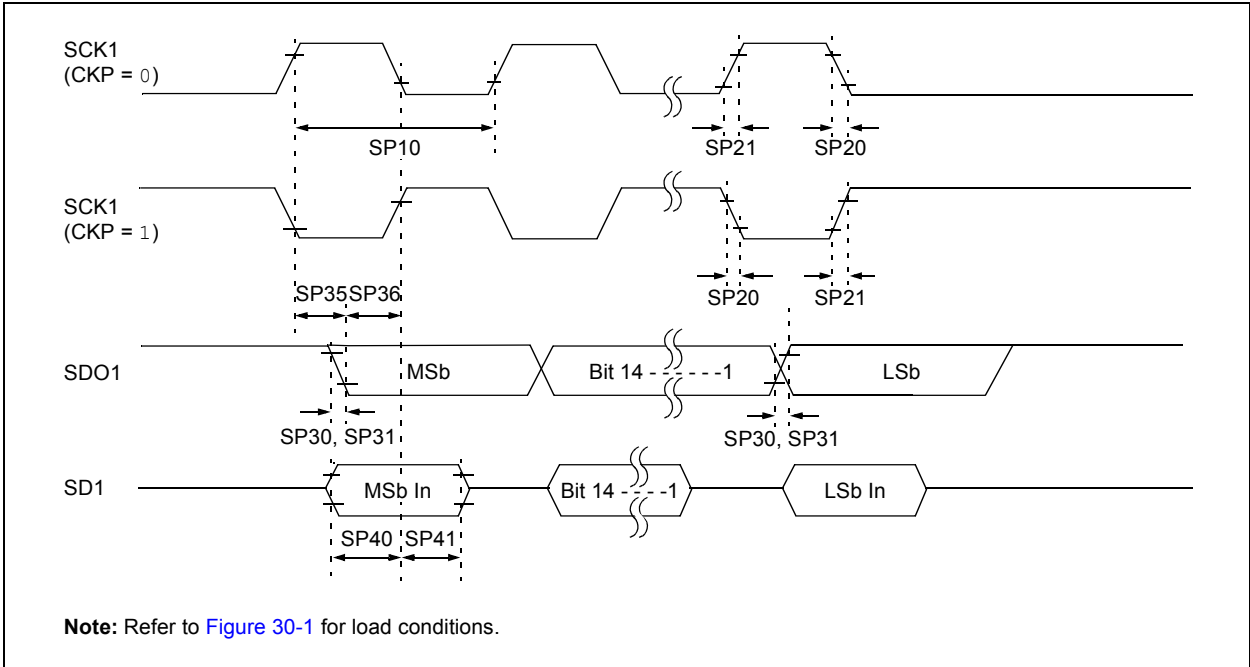 SCK1
(CKP = 0)
SP10
SP21
SP20
SCK1
(CKP = 1)
SP35
SP36
SP20
SP21
SDO1
MSb
Bit 14 - - - - - -1
LSb
SP30, SP31
SP30, SP31
SD1
MSb In
Bit 14 - - - -1
LSb In
SP40
SP41
Note: Refer to Figure 30-1 for load conditions.